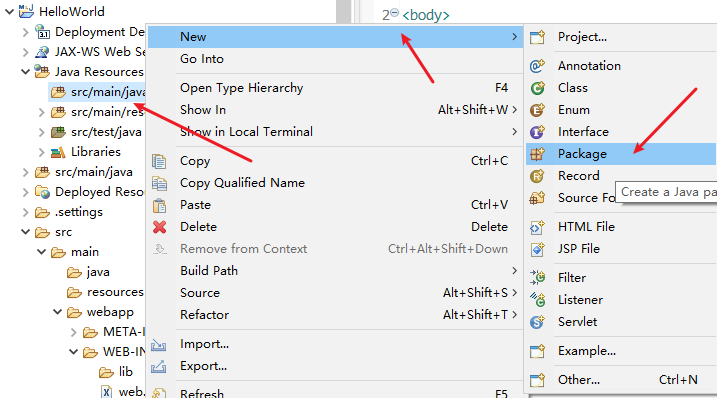 HelloWorld
Deployment De
JAX-WS Web Se
Java Resources
src/main/java
src/main/res
src/test/java
Libraries
src/main/java
Deployed Resou
.settings
src
main
java
resources
webapp
META-I
WEB-IN
lib
web.
2 <body>
New
Go Into
Open Type Hierarchy F4
Show In Alt+Shift+W
Show in Local Terminal
Copy Ctrl+C
Copy Qualified Name
Paste Ctrl+V
Delete Delete
Remove from Context Ctrl+Alt+Shift+Down
Build Path
Source Alt+Shift+S
Refactor Alt+Shift+T
Import...
Export...
Refresh F5
Project...
Annotation
Class
Enum
Interface
Package
Record
Source Fo
Create a Java pa
HTML File
JSP File
Filter
Listener
Servlet
Example...
Other... Ctrl+N